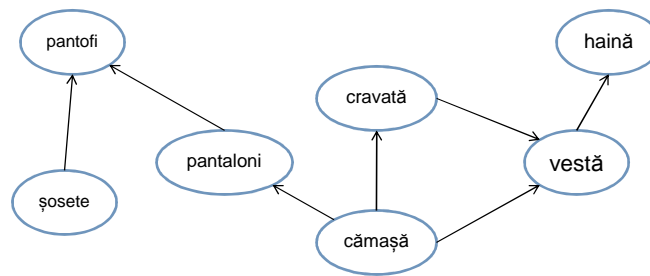 pantofi
haină
cravată
pantaloni
vestă
șosete
cămașă